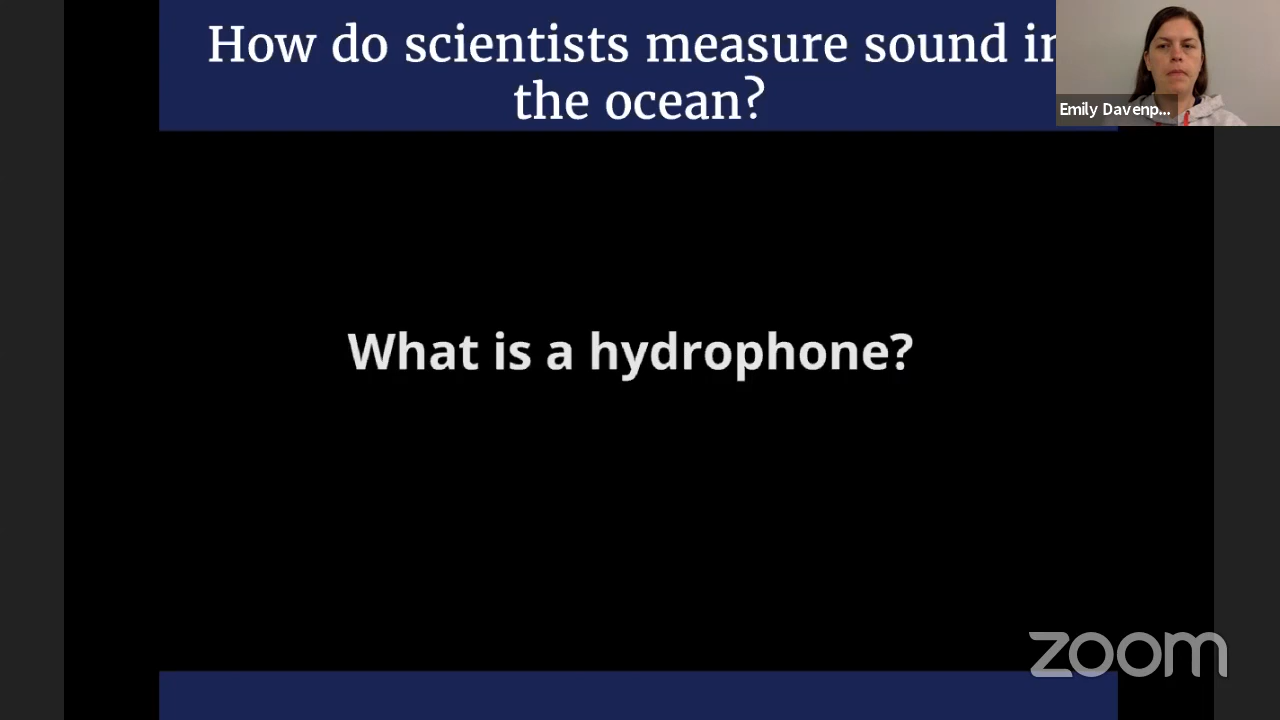 How do scientists measure sound in
the ocean?
Emily Davenp...
What is a hydrophone?
zoom